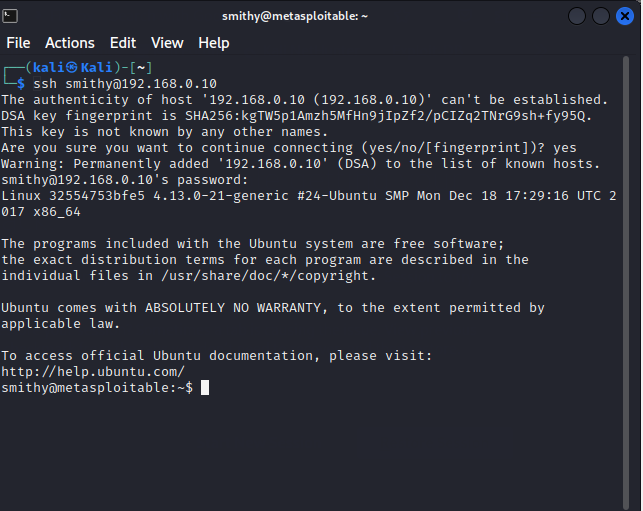 smithy@metasploitable: ~
File Actions Edit View Help
┌──(kali㉿Kali)-[~]
└─$ ssh smithy@192.168.0.10
The authenticity of host '192.168.0.10 (192.168.0.10)' can't be established.
DSA key fingerprint is SHA256:kgTW5p1Amzh5MfHn9jIpZf2/pCIZq2TNrG9sh+fy95Q.
This key is not known by any other names.
Are you sure you want to continue connecting (yes/no/[fingerprint])? yes
Warning: Permanently added '192.168.0.10' (DSA) to the list of known hosts.
smithy@192.168.0.10's password:
Linux 32554753bfe5 4.13.0-21-generic #24-Ubuntu SMP Mon Dec 18 17:29:16 UTC 2
017 x86_64
The programs included with the Ubuntu system are free software;
the exact distribution terms for each program are described in the
individual files in /usr/share/doc/*/copyright.
Ubuntu comes with ABSOLUTELY NO WARRANTY, to the extent permitted by
applicable law.
To access official Ubuntu documentation, please visit:
http://help.ubuntu.com/
smithy@metasploitable:~$